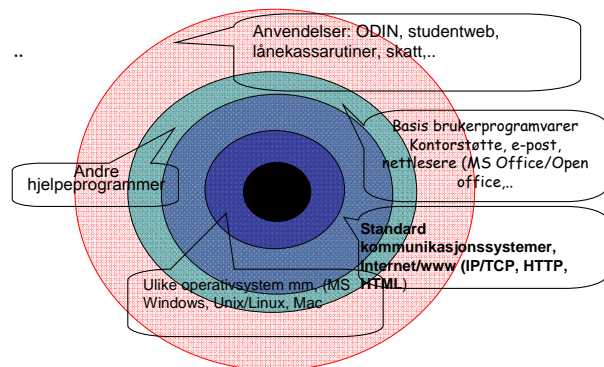 Anvendelser: ODIN, studentweb,
lånekassarutiner, skatt,..
..
Basis brukerprogramvarer
Kontorstøtte, e-post,
nettlesere (MS Office/Open
office,..
Andre
hjelpeprogrammer
Standard
kommunikasjonssystemer,
Internet/www (IP/TCP, HTTP,
HTML)
Ulike operativsystem mm, (MS
Windows, Unix/Linux, Mac